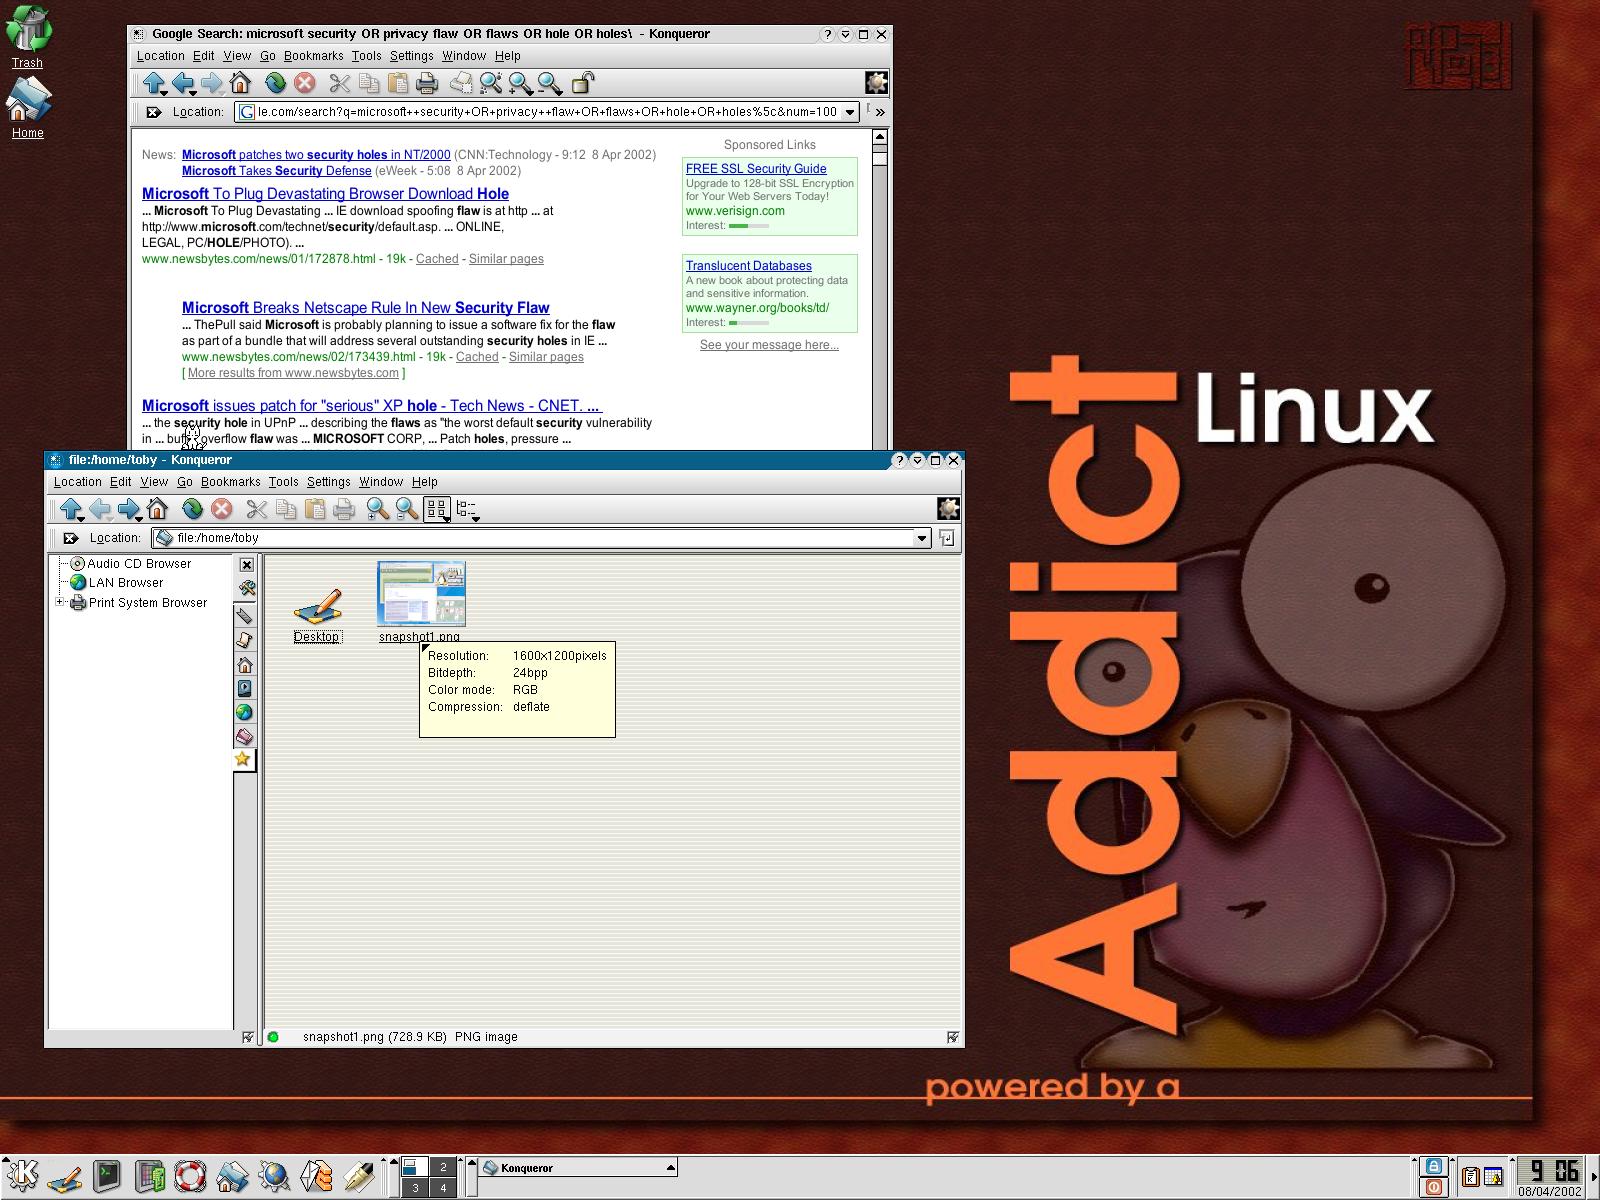 Trash
Home
Google Search: microsoft security OR privacy flaw OR flaws OR hole OR holes\ - Konqueror
Location Edit View Go Bookmarks Tools Settings Window Help
Location: le.com/search?q=microsoft++security+OR+privacy++flaw+OR+flaws+OR+hole+OR+holes%5c&num=100
News: Microsoft patches two security holes in NT/2000 (CNN:Technology - 9:12 8 Apr 2002)
Microsoft Takes Security Defense (eWeek - 5:08 8 Apr 2002)
Microsoft To Plug Devastating Browser Download Hole
... Microsoft To Plug Devastating ... IE download spoofing flaw is at http ... at
http://www.microsoft.com/technet/security/default.asp. ... ONLINE,
LEGAL, PC/HOLE/PHOTO). ...
www.newsbytes.com/news/01/172878.html - 19k - Cached - Similar pages
Microsoft Breaks Netscape Rule In New Security Flaw
... ThePull said Microsoft is probably planning to issue a software fix for the flaw
as part of a bundle that will address several outstanding security holes in IE ...
www.newsbytes.com/news/02/173439.html - 19k - Cached - Similar pages
[ More results from www.newsbytes.com ]
Microsoft issues patch for "serious" XP hole - Tech News - CNET. ...
... the security hole in UPnP ... describing the flaws as "the worst default security vulnerability
in ... overflow flaw was ... MICROSOFT CORP, ... Patch holes, pressure ...
Sponsored Links
FREE SSL Security Guide
Upgrade to 128-bit SSL Encryption
for Your Web Servers Today!
www.verisign.com
Interest:
Translucent Databases
A new book about protecting data
and sensitive information.
www.wayner.org/books/td/
Interest:
See your message here...
file:/home/toby - Konqueror
Location Edit View Go Bookmarks Tools Settings Window Help
Location: file:/home/toby
Audio CD Browser
LAN Browser
Print System Browser
Desktop
snapshot1.png
Resolution: 1600x1200pixels
Bitdepth: 24bpp
Color mode: RGB
Compression: deflate
snapshot1.png (728.9 KB) PNG image
Linux
Addict
powered by a
2
3 4
Konqueror
9 06
08/04/2002